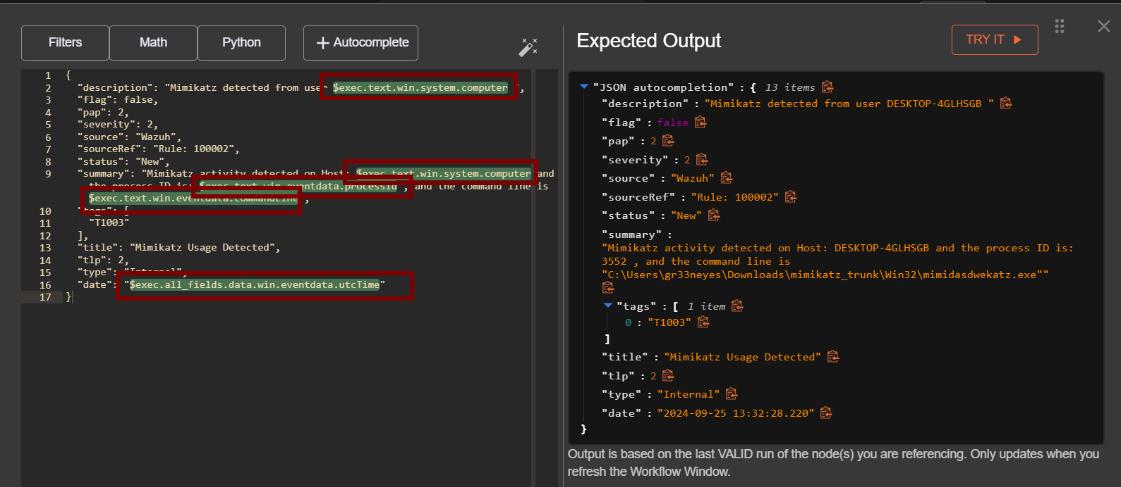 Filters
Math
Python
+ Autocomplete
1 {
2 "description": "Mimikatz detected from user $exec.text.win.system.computer ",
3 "flag": false,
4 "pap": 2,
5 "severity": 2,
6 "source": "Wazuh",
7 "sourceRef": "Rule: 100002",
8 "status": "New",
9 "summary": "Mimikatz activity detected on Host: $exec.text.win.system.computer and
the process ID is: $exec.text.win.eventdata.processId , and the command line is
$exec.text.win.eventdata.commandLine ",
10 "tags": [
11 "T1003"
12 ],
13 "title": "Mimikatz Usage Detected",
14 "tlp": 2,
15 "type": "Internal",
16 "date": "$exec.all_fields.data.win.eventdata.utcTime"
17 }
Expected Output
TRY IT
"JSON autocompletion" : { 13 items
"description" : "Mimikatz detected from user DESKTOP-4GLHSGB "
"flag" : false
"pap" : 2
"severity" : 2
"source" : "Wazuh"
"sourceRef" : "Rule: 100002"
"status" : "New"
"summary" :
"Mimikatz activity detected on Host: DESKTOP-4GLHSGB and the process ID is:
3552 , and the command line is
"C:\Users\gr33neyes\Downloads\mimikatz_trunk\Win32\mimidasdwekatz.exe""
"tags" : [ 1 item
0 : "T1003"
]
"title" : "Mimikatz Usage Detected"
"tlp" : 2
"type" : "Internal"
"date" : "2024-09-25 13:32:28.220"
}
Output is based on the last VALID run of the node(s) you are referencing. Only updates when you
refresh the Workflow Window.